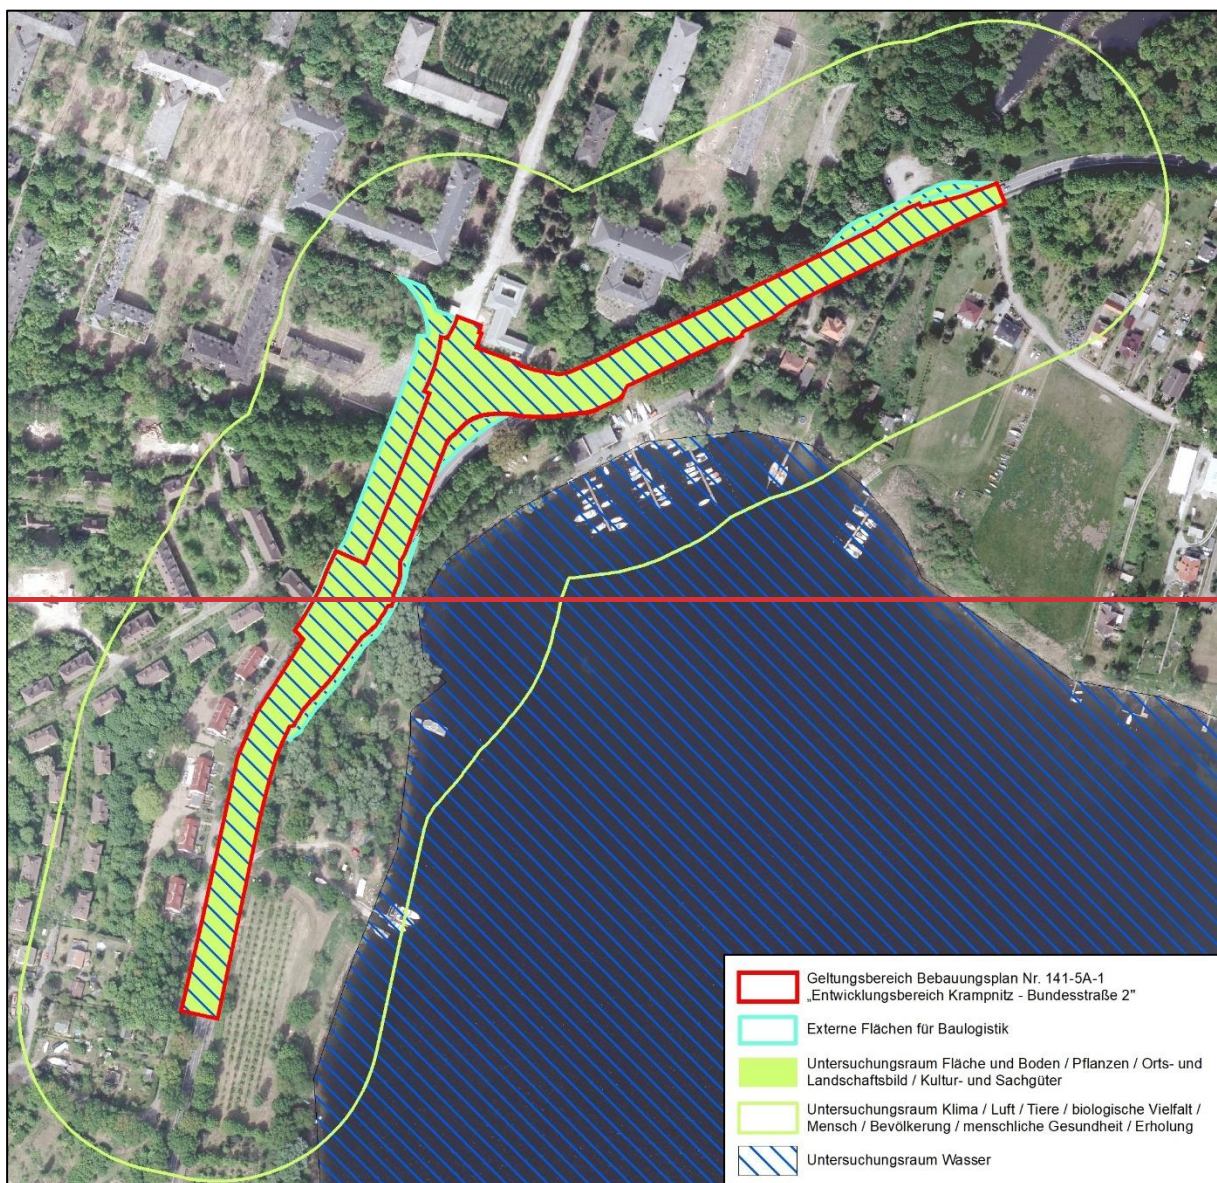 Geltungsbereich Bebauungsplan Nr. 141-5A-1
„Entwicklungsbereich Krampnitz - Bundesstraße 2"
Externe Flächen für Baulogistik
Untersuchungsraum Fläche und Boden / Pflanzen / Orts- und
Landschaftsbild / Kultur- und Sachgüter
Untersuchungsraum Klima / Luft / Tiere / biologische Vielfalt /
Mensch / Bevölkerung / menschliche Gesundheit / Erholung
Untersuchungsraum Wasser